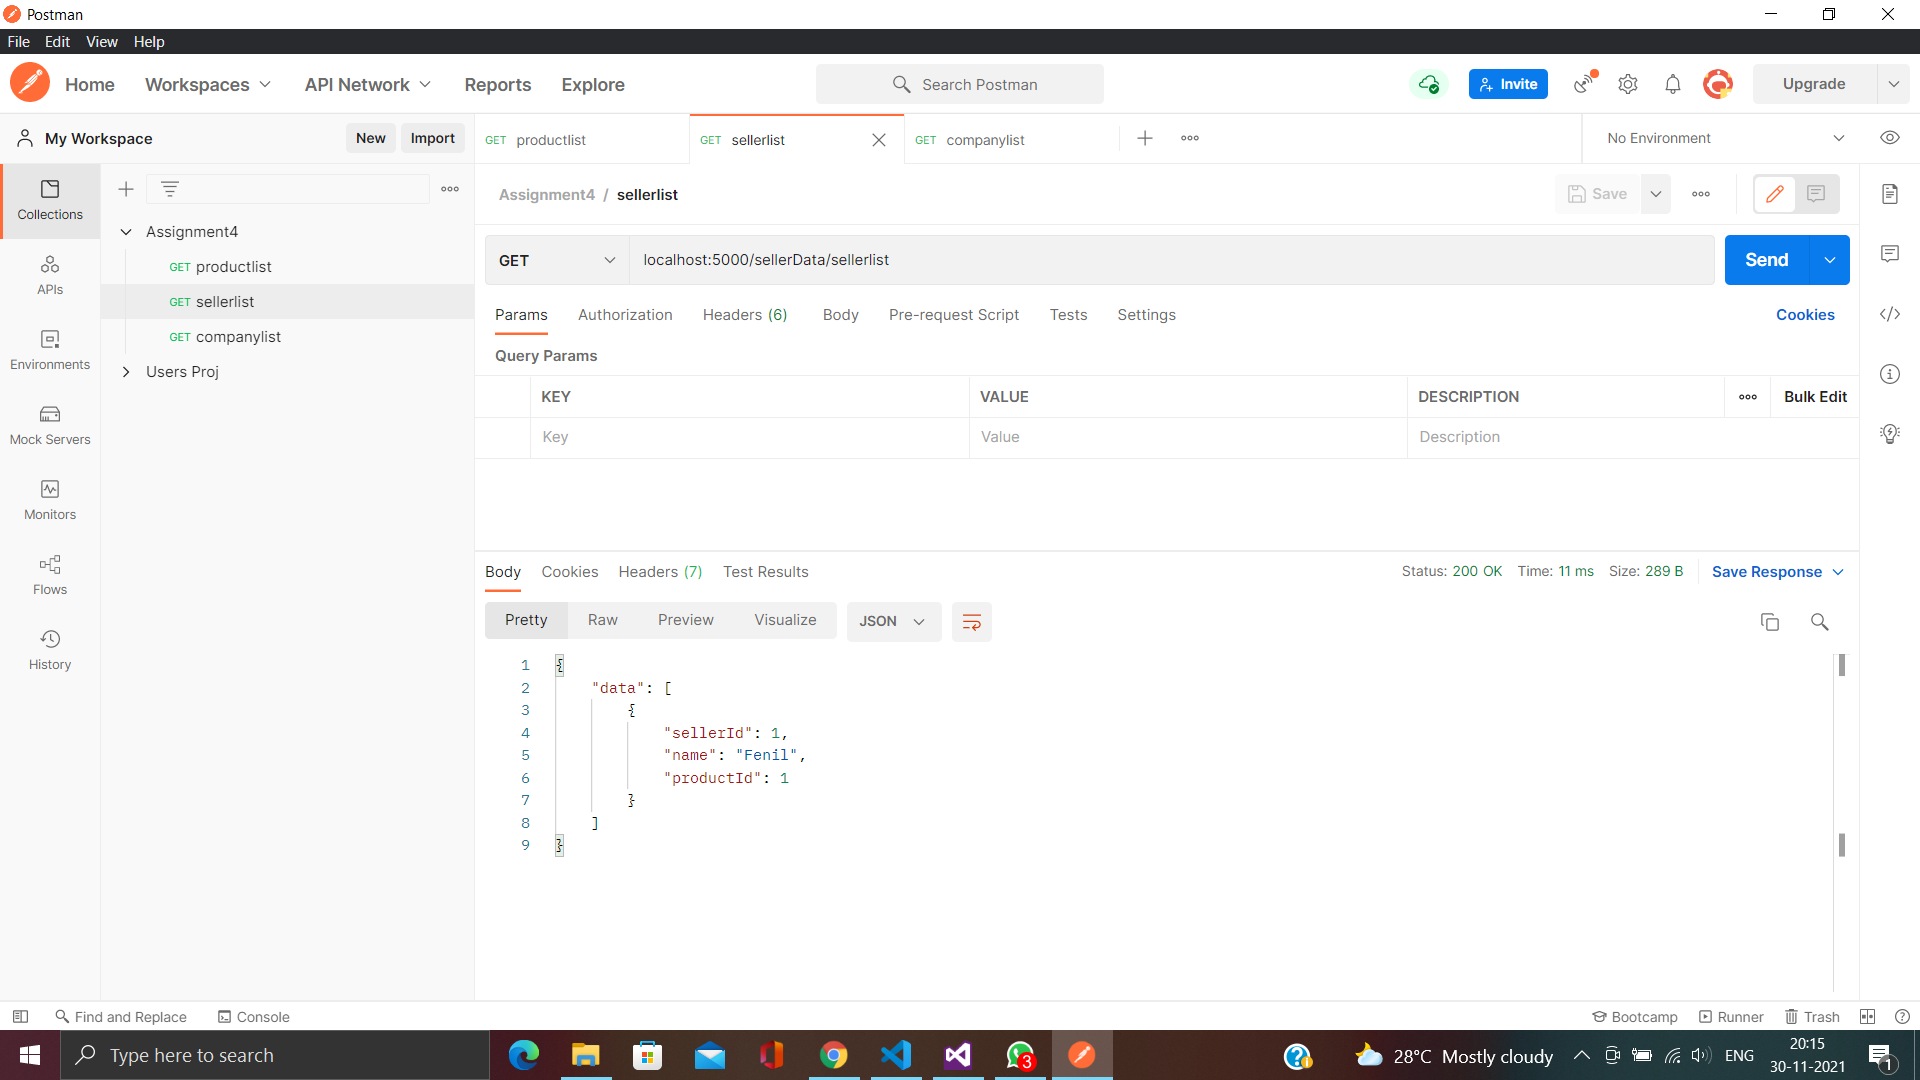 Postman
File Edit View Help
Home Workspaces API Network Reports Explore Search Postman Invite Upgrade
My Workspace New Import GET productlist GET sellerlist GET companylist No Environment
Collections
APIs
Environments
Mock Servers
Monitors
Flows
History
Assignment4
GET productlist
GET sellerlist
GET companylist
Users Proj
Assignment4 / sellerlist Save
GET localhost:5000/sellerData/sellerlist Send
Params Authorization Headers (6) Body Pre-request Script Tests Settings Cookies
Query Params
KEY VALUE DESCRIPTION Bulk Edit
Key Value Description
Body Cookies Headers (7) Test Results Status: 200 OK Time: 11 ms Size: 289 B Save Response
Pretty Raw Preview Visualize JSON
1 {
2 "data": [
3 {
4 "sellerId": 1,
5 "name": "Fenil",
6 "productId": 1
7 }
8 ]
9 }
Find and Replace Console Bootcamp Runner Trash
Type here to search 3 28°C Mostly cloudy ENG 20:15
30-11-2021 1